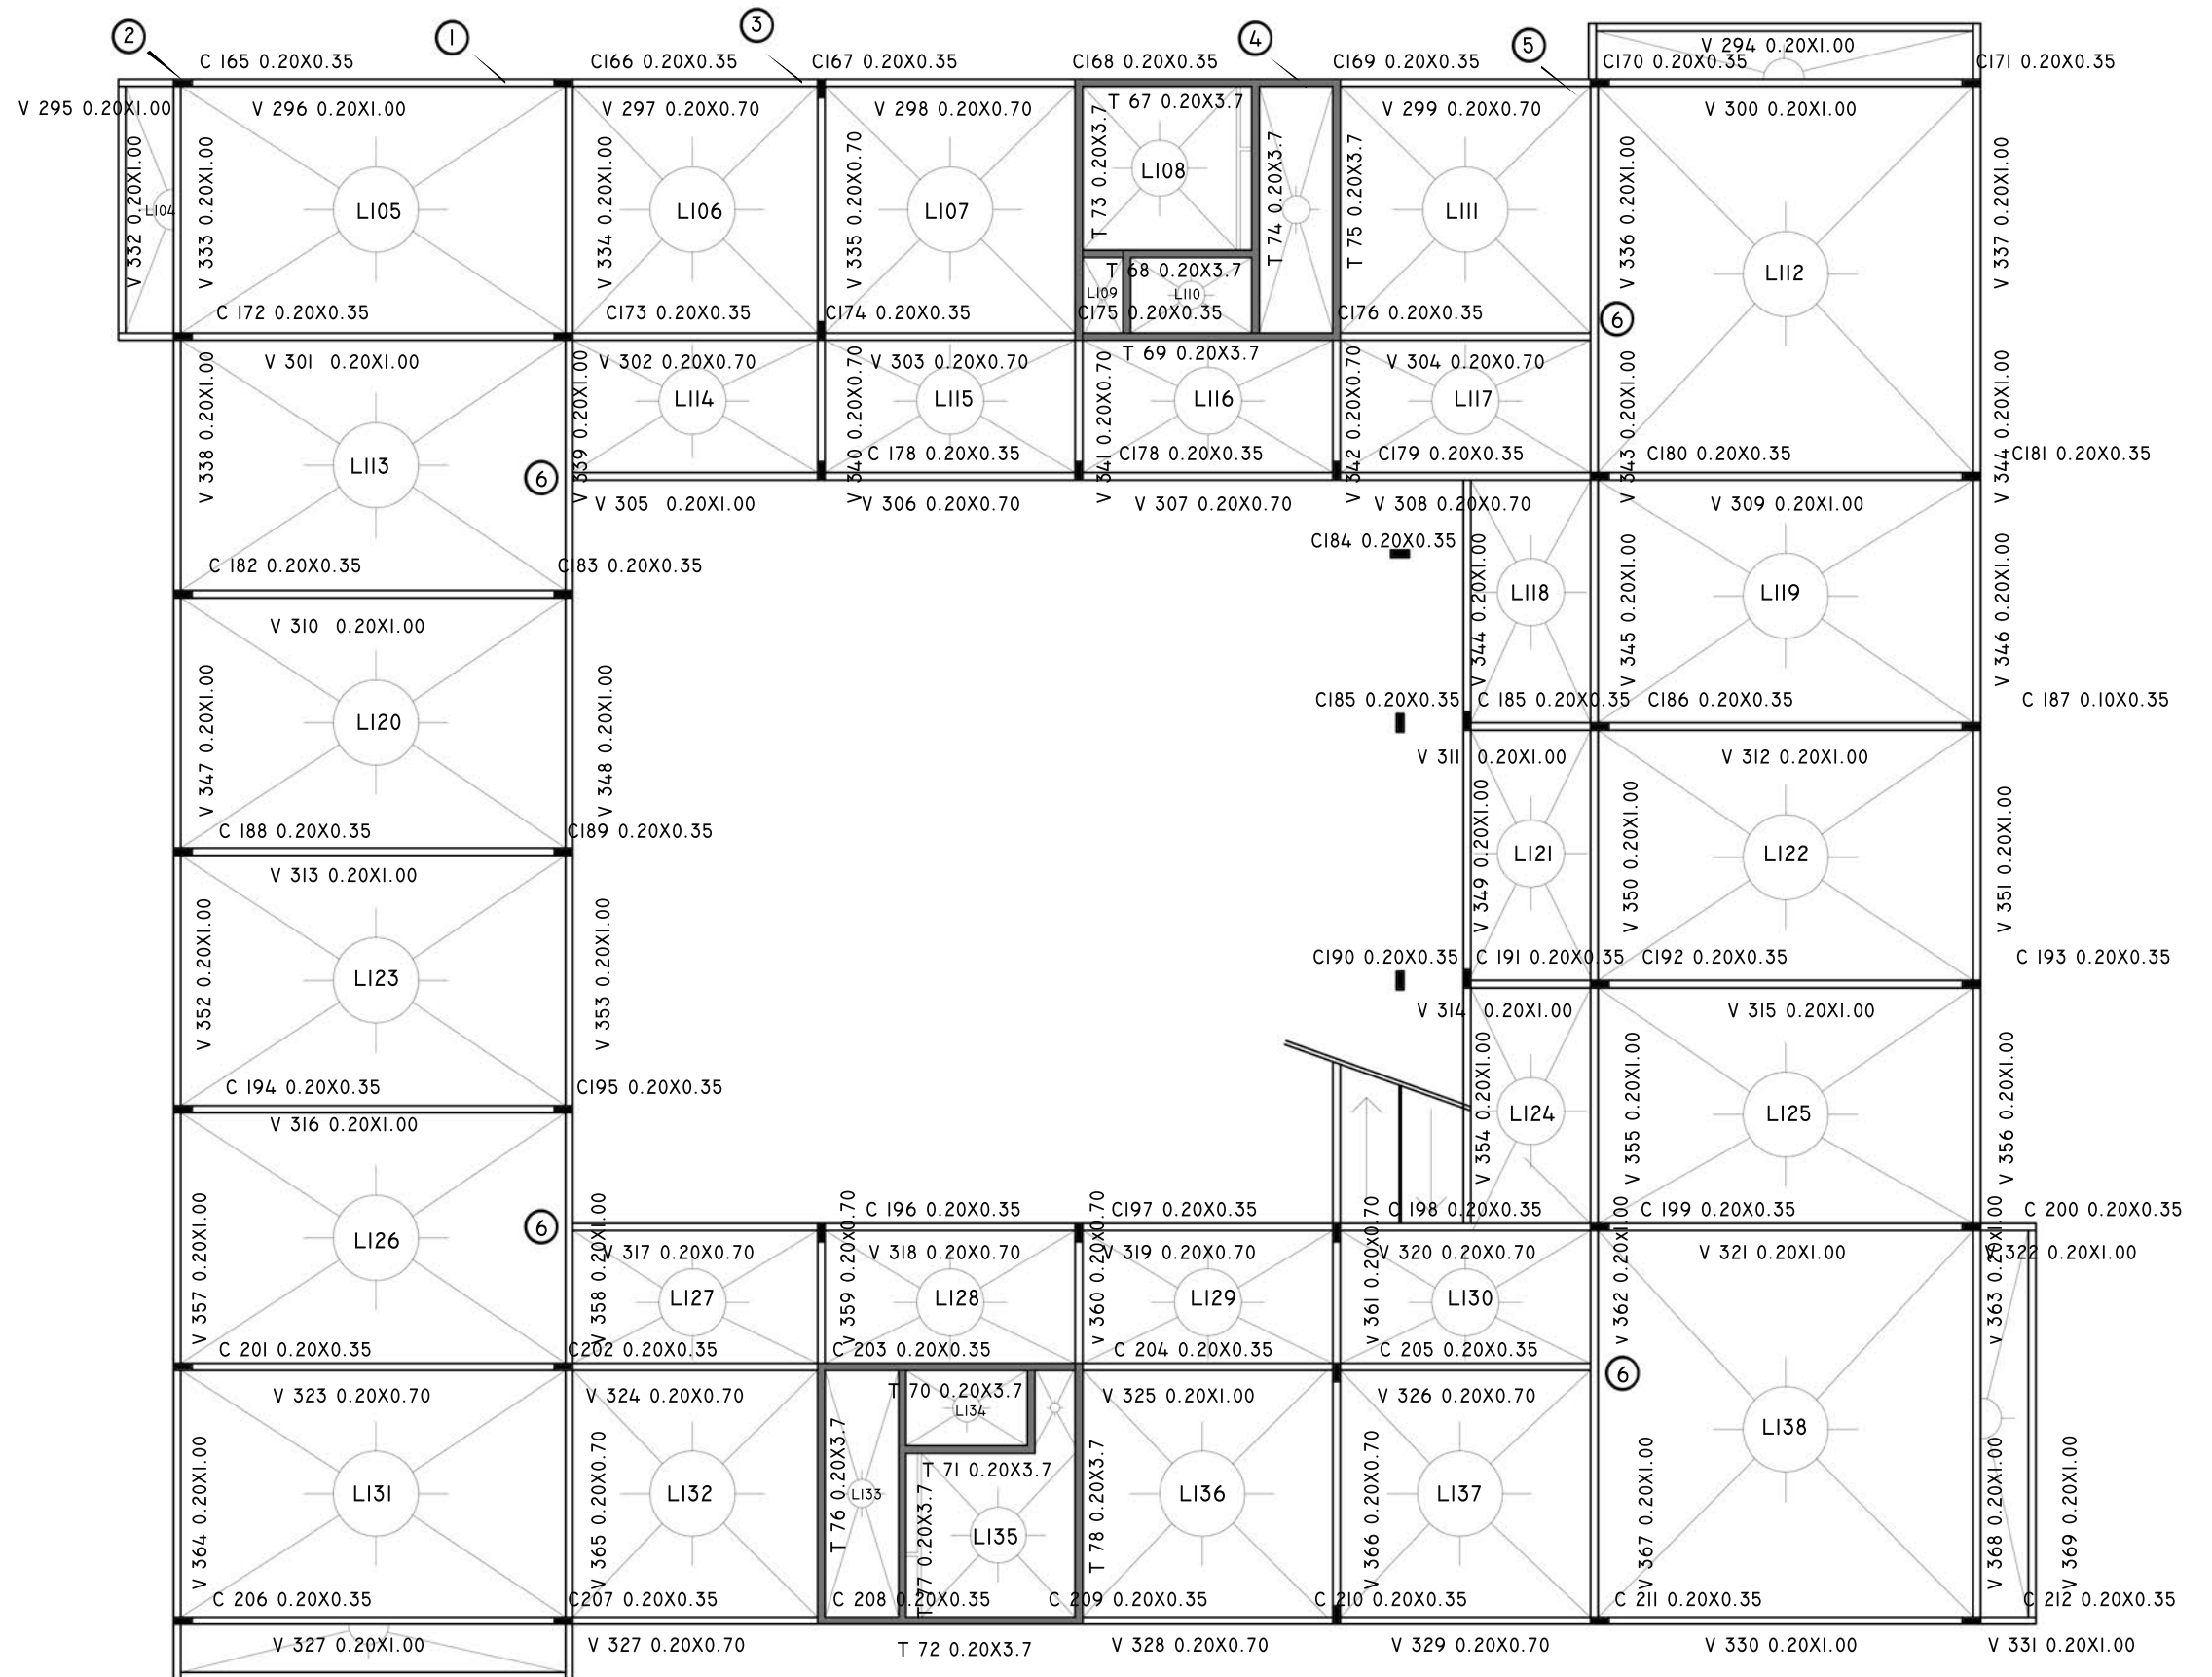 2
1
3
4
5
V 294 0.20X1.00
C 165 0.20X0.35
C166 0.20X0.35
C167 0.20X0.35
C168 0.20X0.35
C169 0.20X0.35
C170 0.20X0.35
C171 0.20X0.35
V 295 0.20X1.00
V 296 0.20X1.00
V 297 0.20X0.70
V 298 0.20X0.70
T 67 0.20X3.7
V 299 0.20X0.70
V 300 0.20X1.00
V 332 0.20X1.00
V 333 0.20X1.00
V 334 0.20X1.00
V 335 0.20X0.70
T 73 0.20X3.7
T 74 0.20X3.7
T 75 0.20X3.7
V 336 0.20X1.00
V 337 0.20X1.00
L104
L105
L106
L107
L108
L111
L112
T 68 0.20X3.7
L109
L110
C 172 0.20X0.35
C173 0.20X0.35
C174 0.20X0.35
C175 0.20X0.35
C176 0.20X0.35
6
V 301 0.20X1.00
V 302 0.20X0.70
V 303 0.20X0.70
T 69 0.20X3.7
V 304 0.20X0.70
V 338 0.20X1.00
V 339 0.20X1.00
V 340 0.20X0.70
V 341 0.20X0.70
V 342 0.20X0.70
V 343 0.20X1.00
V 344 0.20X1.00
L113
L114
L115
L116
L117
6
C 178 0.20X0.35
C178 0.20X0.35
C179 0.20X0.35
C180 0.20X0.35
C181 0.20X0.35
V 305 0.20X1.00
V 306 0.20X0.70
V 307 0.20X0.70
V 308 0.20X0.70
V 309 0.20X1.00
C184 0.20X0.35
C 182 0.20X0.35
C183 0.20X0.35
V 344 0.20X1.00
V 345 0.20X1.00
V 346 0.20X1.00
L118
L119
V 310 0.20X1.00
V 347 0.20X1.00
V 348 0.20X1.00
L120
C185 0.20X0.35
C 185 0.20X0.35
C186 0.20X0.35
C 187 0.10X0.35
V 311 0.20X1.00
V 312 0.20X1.00
C 188 0.20X0.35
C189 0.20X0.35
V 349 0.20X1.00
V 350 0.20X1.00
V 351 0.20X1.00
L121
L122
V 313 0.20X1.00
V 352 0.20X1.00
V 353 0.20X1.00
L123
C190 0.20X0.35
C 191 0.20X0.35
C192 0.20X0.35
C 193 0.20X0.35
V 314 0.20X1.00
V 315 0.20X1.00
C 194 0.20X0.35
C195 0.20X0.35
V 354 0.20X1.00
V 355 0.20X1.00
V 356 0.20X1.00
L124
L125
V 316 0.20X1.00
C 196 0.20X0.35
C197 0.20X0.35
C 198 0.20X0.35
C 199 0.20X0.35
C 200 0.20X0.35
6
L126
V 357 0.20X1.00
V 358 0.20X1.00
V 359 0.20X0.70
V 360 0.20X0.70
V 361 0.20X0.70
V 362 0.20X1.00
V 363 0.20X1.00
V 317 0.20X0.70
V 318 0.20X0.70
V 319 0.20X0.70
V 320 0.20X0.70
V 321 0.20X1.00
V 322 0.20X1.00
L127
L128
L129
L130
C 201 0.20X0.35
C202 0.20X0.35
C 203 0.20X0.35
C 204 0.20X0.35
C 205 0.20X0.35
6
V 323 0.20X0.70
V 324 0.20X0.70
T 70 0.20X3.7
L134
V 325 0.20X1.00
V 326 0.20X0.70
L138
T 71 0.20X3.7
V 364 0.20X1.00
V 365 0.20X0.70
T 76 0.20X3.7
T 77 0.20X3.7
T 78 0.20X3.7
V 366 0.20X0.70
V 367 0.20X1.00
V 368 0.20X1.00
V 369 0.20X1.00
L131
L132
L133
L135
L136
L137
C 206 0.20X0.35
C207 0.20X0.35
C 208 0.20X0.35
C 209 0.20X0.35
C 210 0.20X0.35
C 211 0.20X0.35
C 212 0.20X0.35
V 327 0.20X1.00
V 327 0.20X0.70
T 72 0.20X3.7
V 328 0.20X0.70
V 329 0.20X0.70
V 330 0.20X1.00
V 331 0.20X1.00